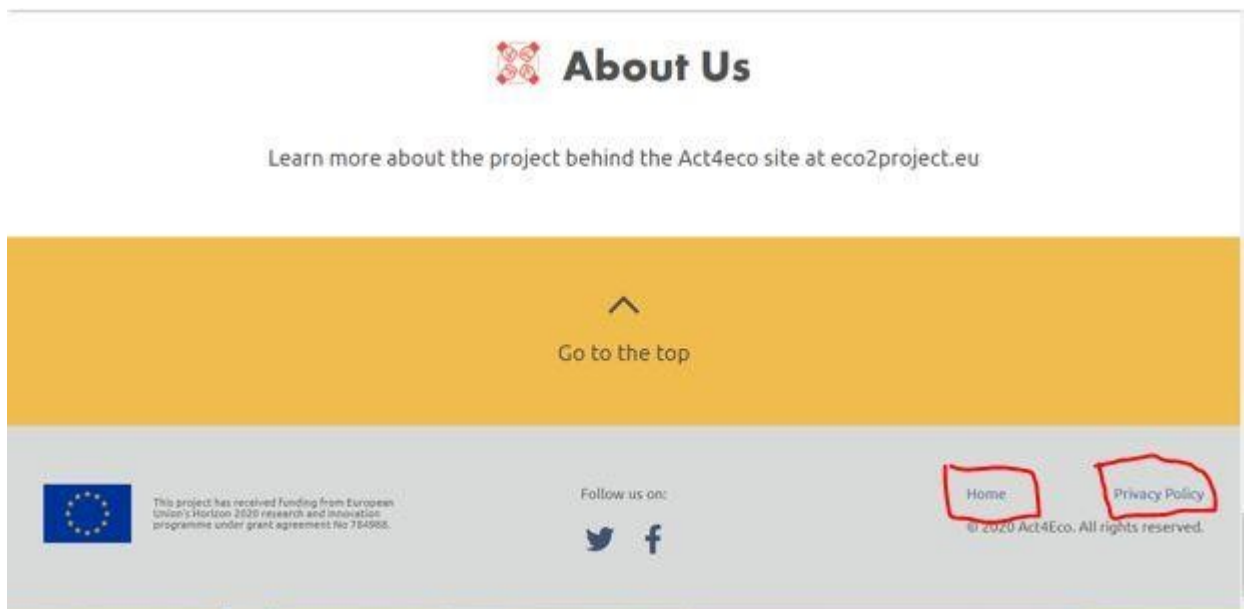 About Us
Learn more about the project behind the Act4eco site at eco2project.eu
Go to the top
This project has received funding from European
Union's Horizon 2020 research and innovation
programme under grant agreement No 784988.
Follow us on:
Home
Privacy Policy
© 2020 Act4Eco. All rights reserved.